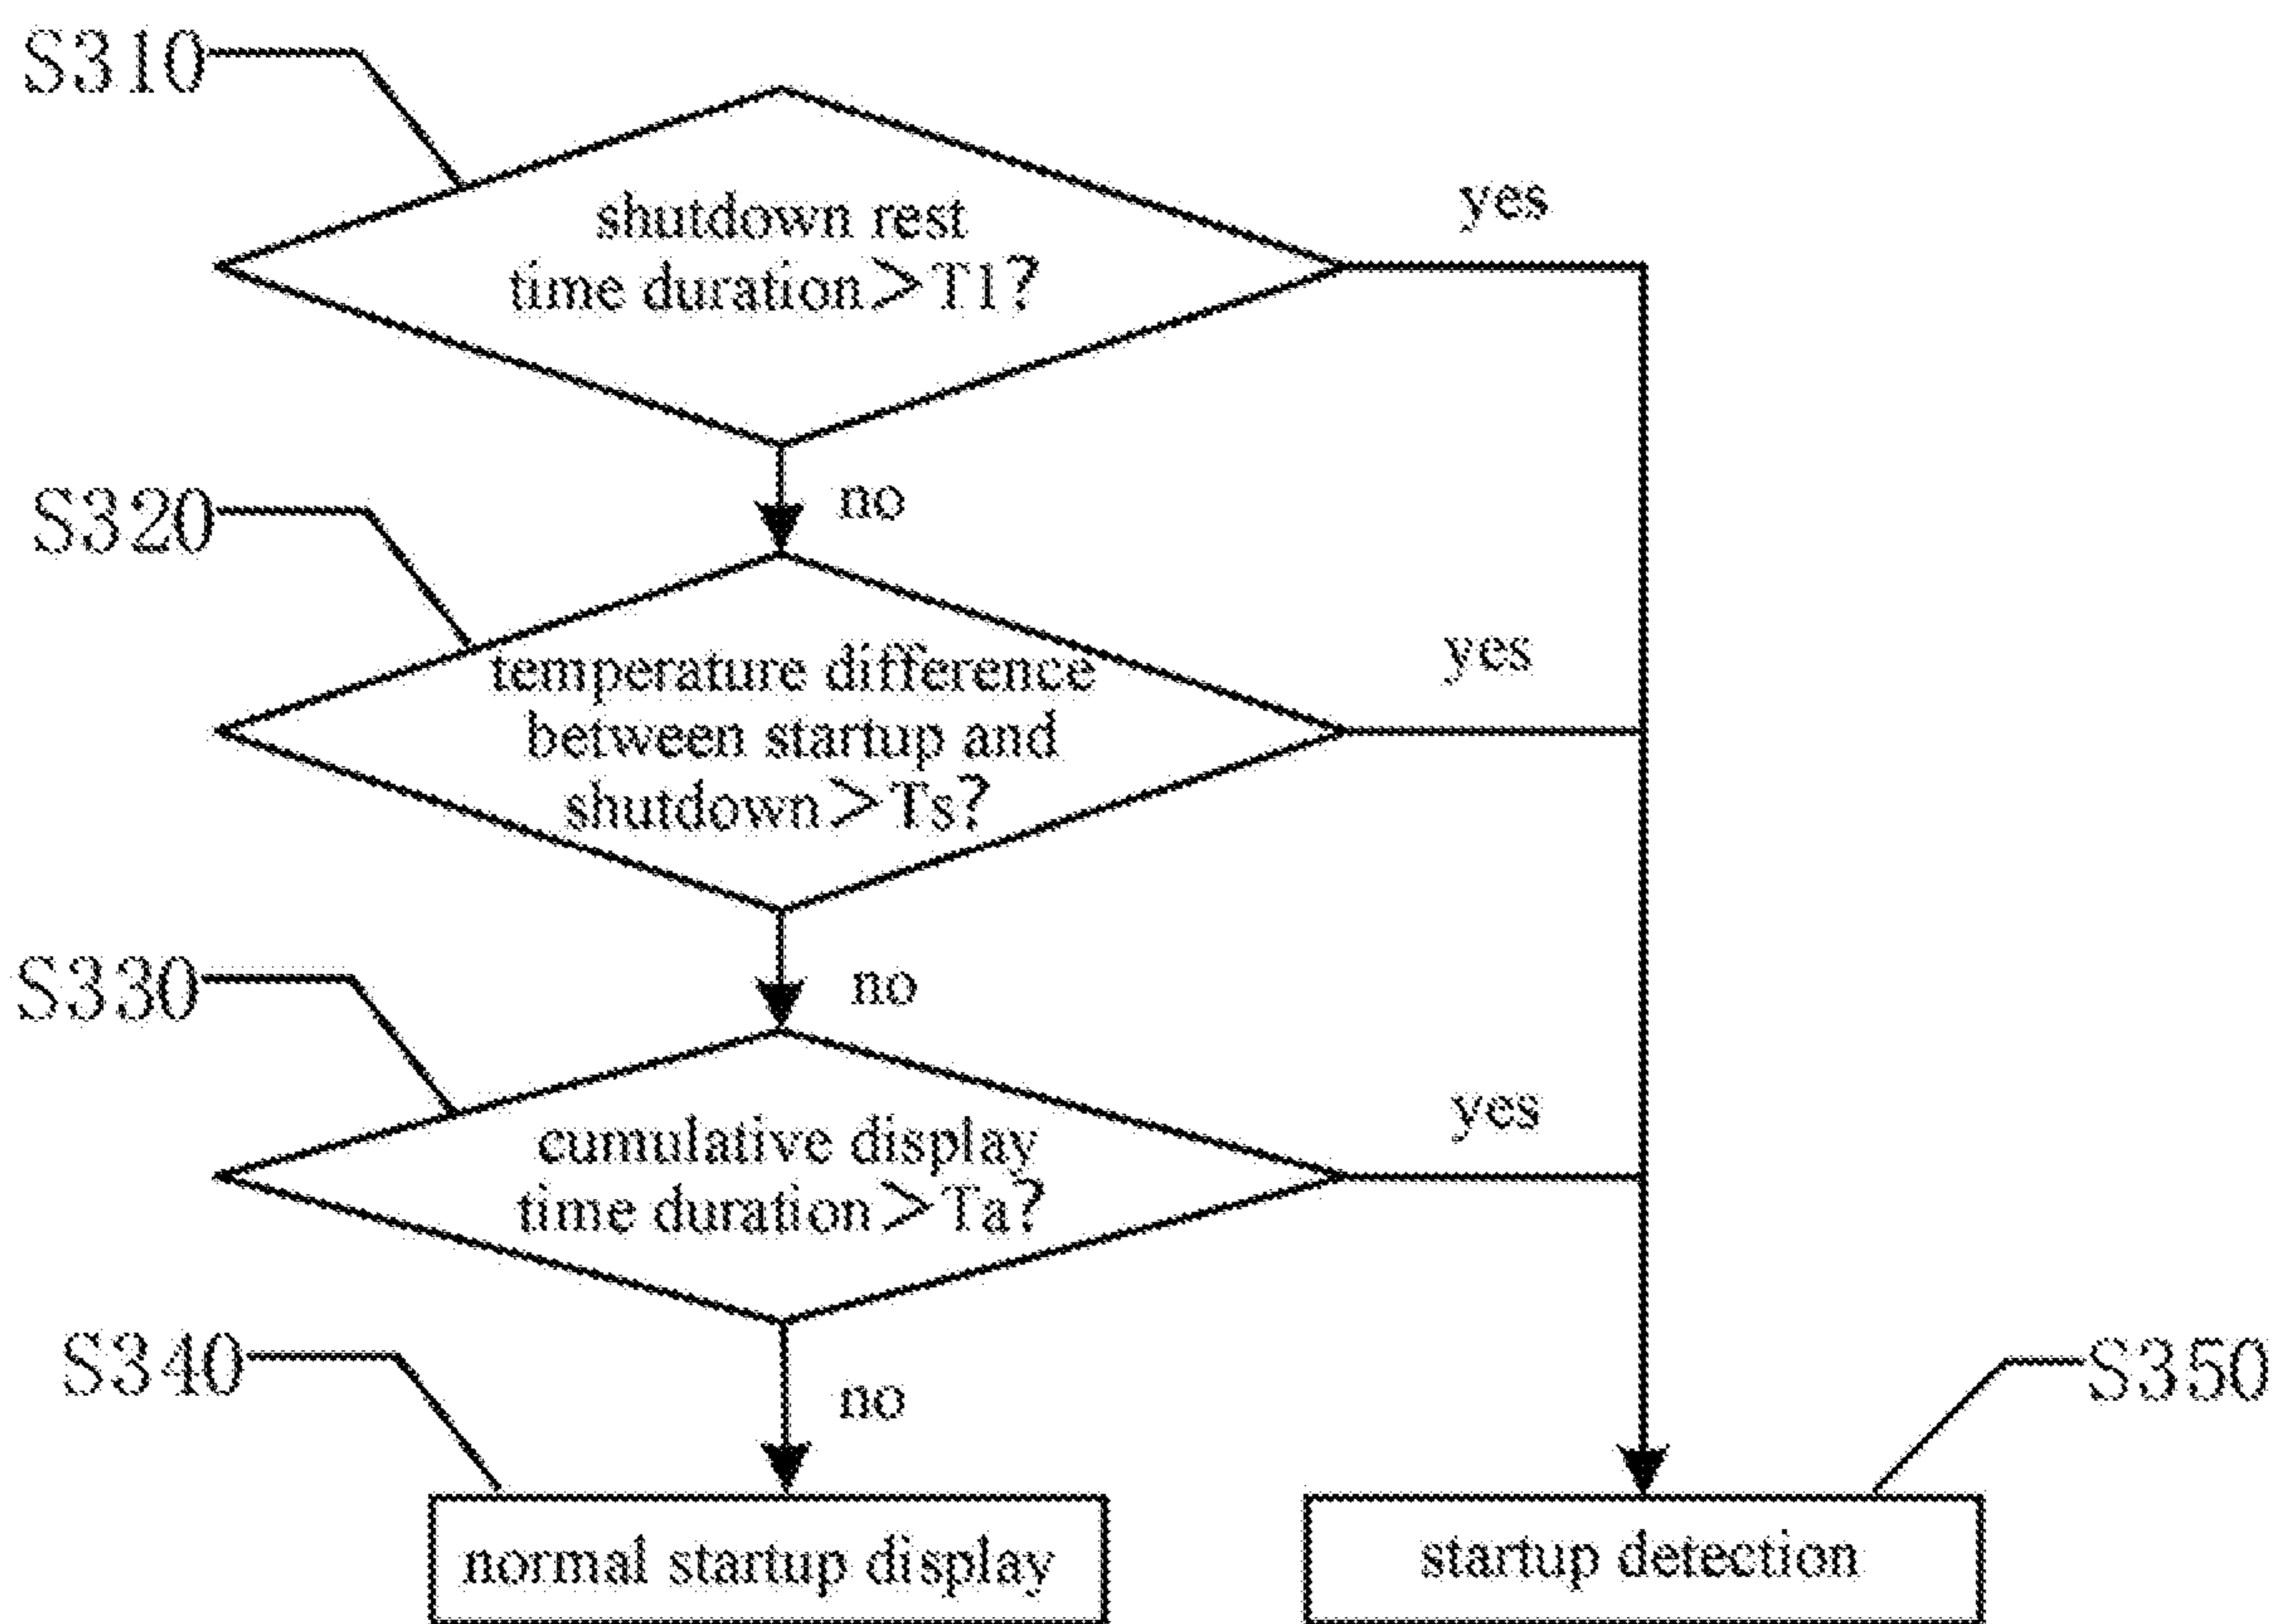 S310
shutdown rest
time duration＞T1?
yes
no
S320
temperature difference
between startup and
shutdown＞Ts?
yes
no
S330
cumulative display
time duration＞Ta?
yes
no
S340
normal startup display
S350
startup detection